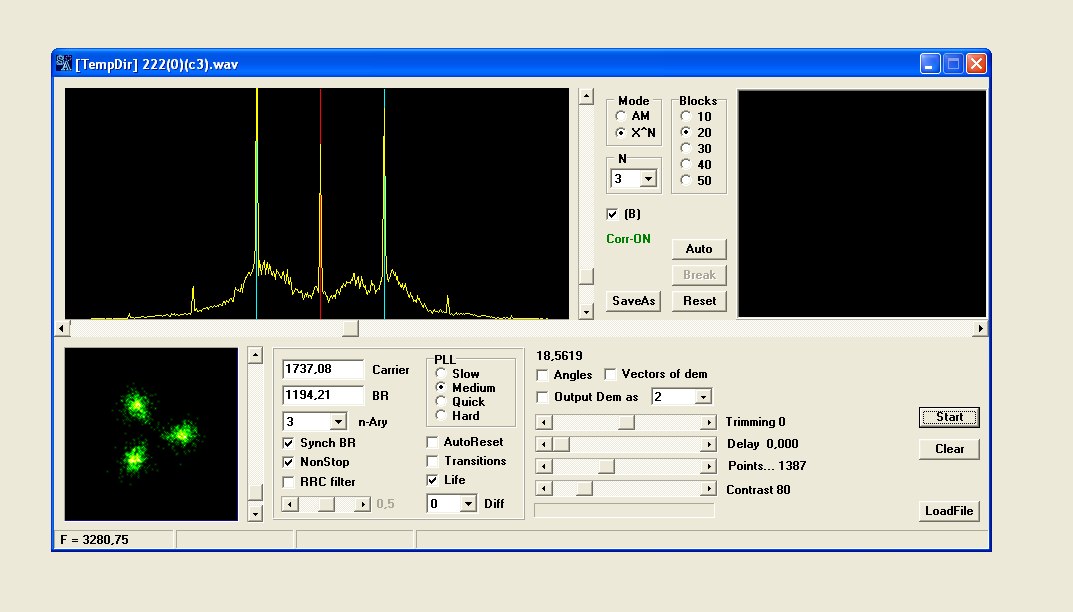 [TempDir] 222(0)(c3).wav
Mode
AM
X^N
Blocks
10
20
30
40
50
N
3
(B)
Corr-ON
Auto
Break
SaveAs
Reset
1737,08 Carrier
1194,21 BR
3 n-Ary
Synch BR
NonStop
RRC filter
0,5
PLL
Slow
Medium
Quick
Hard
AutoReset
Transitions
Life
0 Diff
18,5619
Angles Vectors of dem
Output Dem as 2
Trimming 0
Delay 0,000
Points... 1387
Contrast 80
Start
Clear
LoadFile
F = 3280,75